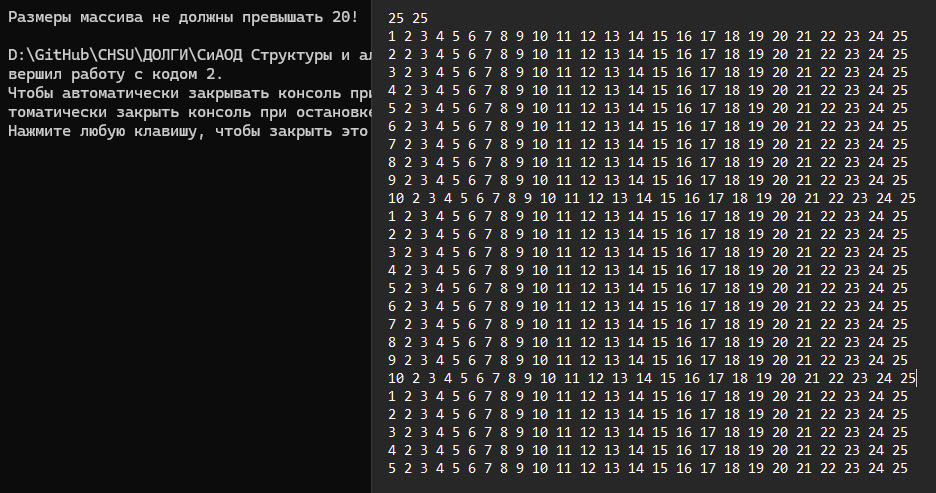 Размеры массива не должны превышать 20!
D:\GitHub\CHSU\ДОЛГИ\СиАОД Структуры и
вершил работу с кодом 2.
Чтобы автоматически закрывать консоль при
томатически закрыть консоль при остановке
Нажмите любую клавишу, чтобы закрыть это
25 25
1 2 3 4 5 6 7 8 9 10 11 12 13 14 15 16 17 18 19 20 21 22 23 24 25
2 2 3 4 5 6 7 8 9 10 11 12 13 14 15 16 17 18 19 20 21 22 23 24 25
3 2 3 4 5 6 7 8 9 10 11 12 13 14 15 16 17 18 19 20 21 22 23 24 25
4 2 3 4 5 6 7 8 9 10 11 12 13 14 15 16 17 18 19 20 21 22 23 24 25
5 2 3 4 5 6 7 8 9 10 11 12 13 14 15 16 17 18 19 20 21 22 23 24 25
6 2 3 4 5 6 7 8 9 10 11 12 13 14 15 16 17 18 19 20 21 22 23 24 25
7 2 3 4 5 6 7 8 9 10 11 12 13 14 15 16 17 18 19 20 21 22 23 24 25
8 2 3 4 5 6 7 8 9 10 11 12 13 14 15 16 17 18 19 20 21 22 23 24 25
9 2 3 4 5 6 7 8 9 10 11 12 13 14 15 16 17 18 19 20 21 22 23 24 25
10 2 3 4 5 6 7 8 9 10 11 12 13 14 15 16 17 18 19 20 21 22 23 24 25
1 2 3 4 5 6 7 8 9 10 11 12 13 14 15 16 17 18 19 20 21 22 23 24 25
2 2 3 4 5 6 7 8 9 10 11 12 13 14 15 16 17 18 19 20 21 22 23 24 25
3 2 3 4 5 6 7 8 9 10 11 12 13 14 15 16 17 18 19 20 21 22 23 24 25
4 2 3 4 5 6 7 8 9 10 11 12 13 14 15 16 17 18 19 20 21 22 23 24 25
5 2 3 4 5 6 7 8 9 10 11 12 13 14 15 16 17 18 19 20 21 22 23 24 25
6 2 3 4 5 6 7 8 9 10 11 12 13 14 15 16 17 18 19 20 21 22 23 24 25
7 2 3 4 5 6 7 8 9 10 11 12 13 14 15 16 17 18 19 20 21 22 23 24 25
8 2 3 4 5 6 7 8 9 10 11 12 13 14 15 16 17 18 19 20 21 22 23 24 25
9 2 3 4 5 6 7 8 9 10 11 12 13 14 15 16 17 18 19 20 21 22 23 24 25
10 2 3 4 5 6 7 8 9 10 11 12 13 14 15 16 17 18 19 20 21 22 23 24 25
1 2 3 4 5 6 7 8 9 10 11 12 13 14 15 16 17 18 19 20 21 22 23 24 25
2 2 3 4 5 6 7 8 9 10 11 12 13 14 15 16 17 18 19 20 21 22 23 24 25
3 2 3 4 5 6 7 8 9 10 11 12 13 14 15 16 17 18 19 20 21 22 23 24 25
4 2 3 4 5 6 7 8 9 10 11 12 13 14 15 16 17 18 19 20 21 22 23 24 25
5 2 3 4 5 6 7 8 9 10 11 12 13 14 15 16 17 18 19 20 21 22 23 24 25